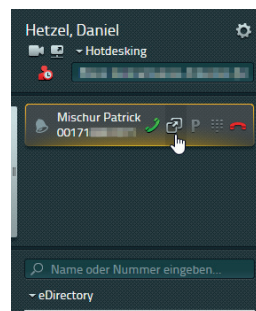 Hetzel, Daniel
Hotdesking
Mischur Patrick
00171
P
Name oder Nummer eingeben...
eDirectory